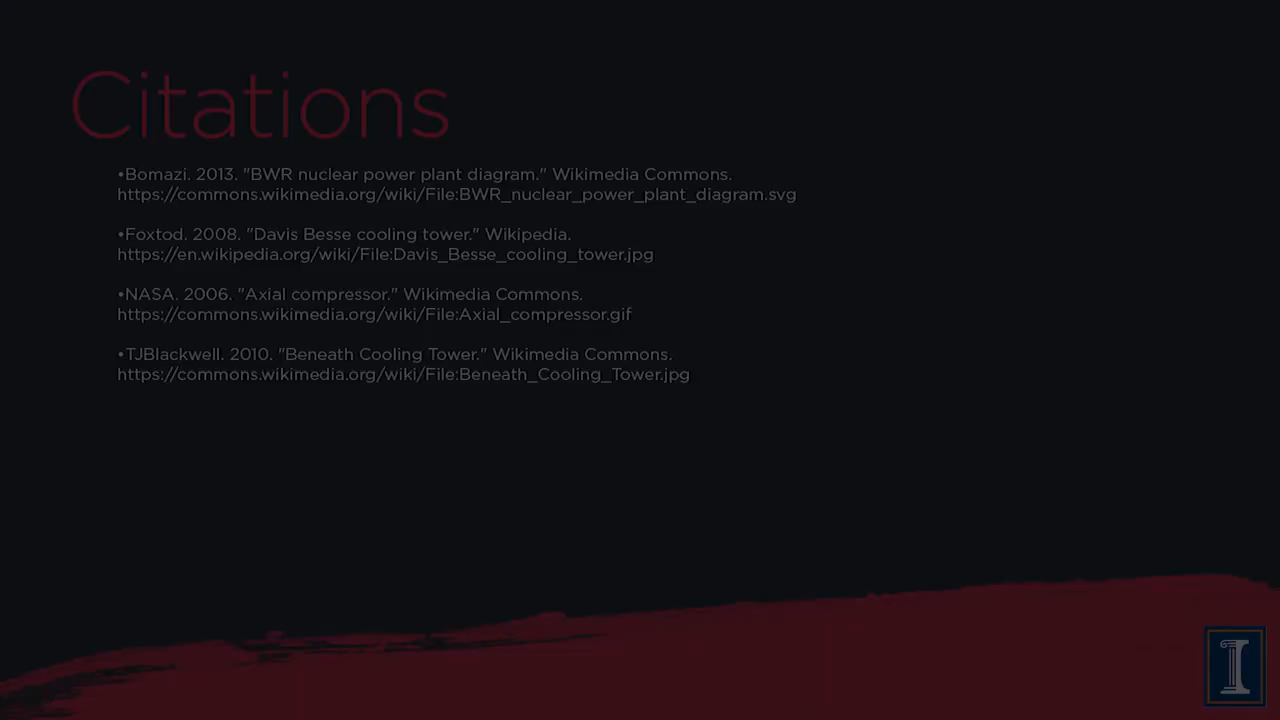 Citations
•Bomazi. 2013. "BWR nuclear power plant diagram." Wikimedia Commons.
https://commons.wikimedia.org/wiki/File:BWR_nuclear_power_plant_diagram.svg
•Foxtod. 2008. "Davis Besse cooling tower." Wikipedia.
https://en.wikipedia.org/wiki/File:Davis_Besse_cooling_tower.jpg
•NASA. 2006. "Axial compressor." Wikimedia Commons.
https://commons.wikimedia.org/wiki/File:Axial_compressor.gif
•TJBlackwell. 2010. "Beneath Cooling Tower." Wikimedia Commons.
https://commons.wikimedia.org/wiki/File:Beneath_Cooling_Tower.jpg
I